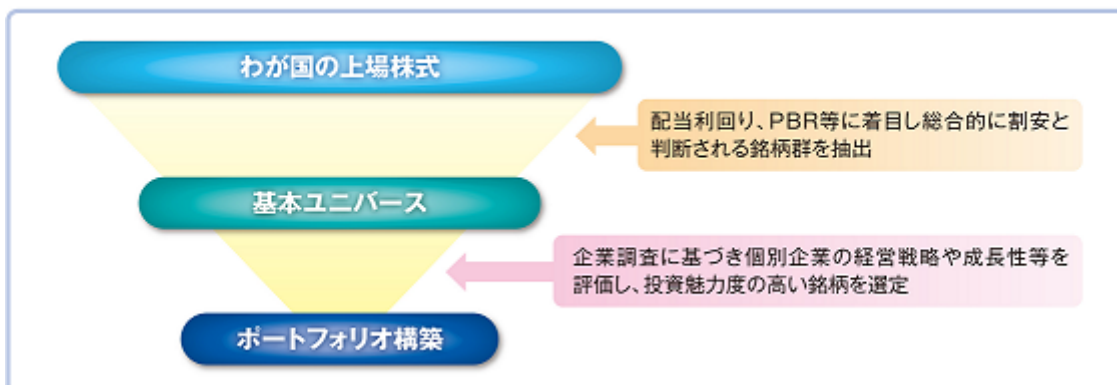 わが国の上場株式
配当利回り、PBR等に着目し総合的に割安と
判断される銘柄群を抽出
基本ユニバース
企業調査に基づき個別企業の経営戦略や成長性等を
評価し、投資魅力度の高い銘柄を選定
ポートフォリオ構築